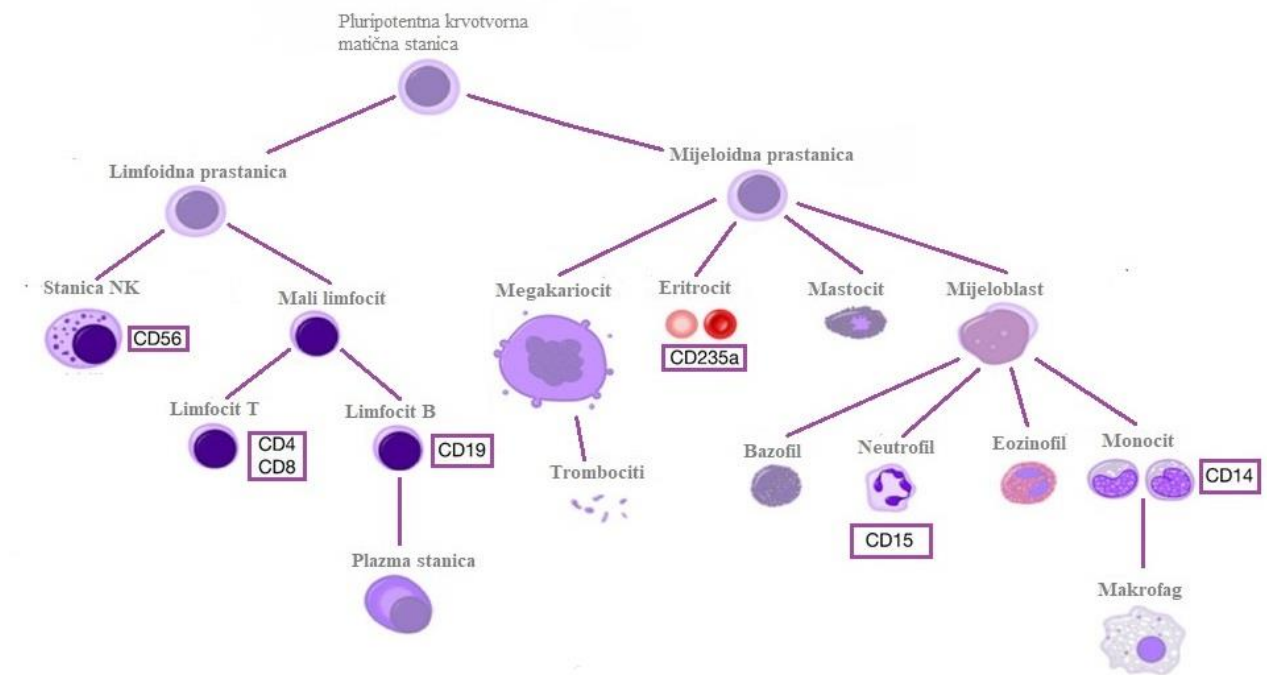 Pluripotentna krvotvorna
matična stanica
Mijeloidna prastanica
Limfoidna prastanica
Stanica NK
Mali limfocit
Megakariocit
Eritrocit
Mastocit
Mijeloblast
CD56
CD235a
Limfocit T
Limfocit B
CD4
CD8
CD19
Trombociti
Bazofil
Neutrofil
Eozinofil
Monocit
CD14
CD15
Plazma stanica
Makrofag